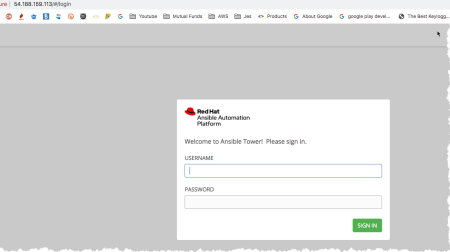 ure | 54.188.159.113/#/login
Youtube Mutual Funds AWS Jas Products About Google google play devel... The Best Keylogg...
Red Hat
Ansible Automation
Platform
Welcome to Ansible Tower! Please sign in.
USERNAME
PASSWORD
SIGN IN